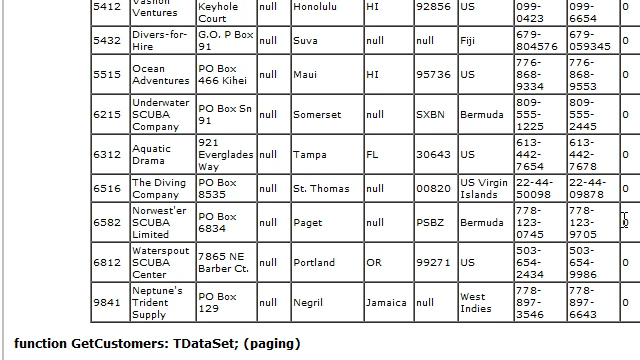 5412 Vashon Ventures Keyhole Court null Honolulu HI 92856 US 099-0423 099-6654 0
5432 Divers-for-Hire G.O. P Box 91 null Suva null null Fiji 679-804576 679-059345 0
5515 Ocean Adventures PO Box 466 Kihei null Maui HI 95736 US 776-868-9334 776-868-9553 0
6215 Underwater SCUBA Company PO Box Sn 91 null Somerset null SXBN Bermuda 809-555-1225 809-555-2445 0
6312 Aquatic Drama 921 Everglades Way null Tampa FL 30643 US 613-442-7654 613-442-7678 0
6516 The Diving Company PO Box 8535 null St. Thomas null 00820 US Virgin Islands 22-44-50098 22-44-09878 0
6582 Norwest'er SCUBA Limited PO Box 6834 null Paget null PSBZ Bermuda 778-123-0745 778-123-9705 0
6812 Waterspout SCUBA Center 7865 NE Barber Ct. null Portland OR 99271 US 503-654-2434 503-654-9986 0
9841 Neptune's Trident Supply PO Box 129 null Negril Jamaica null West Indies 778-897-3546 778-897-6643 0
function GetCustomers: TDataSet; (paging)